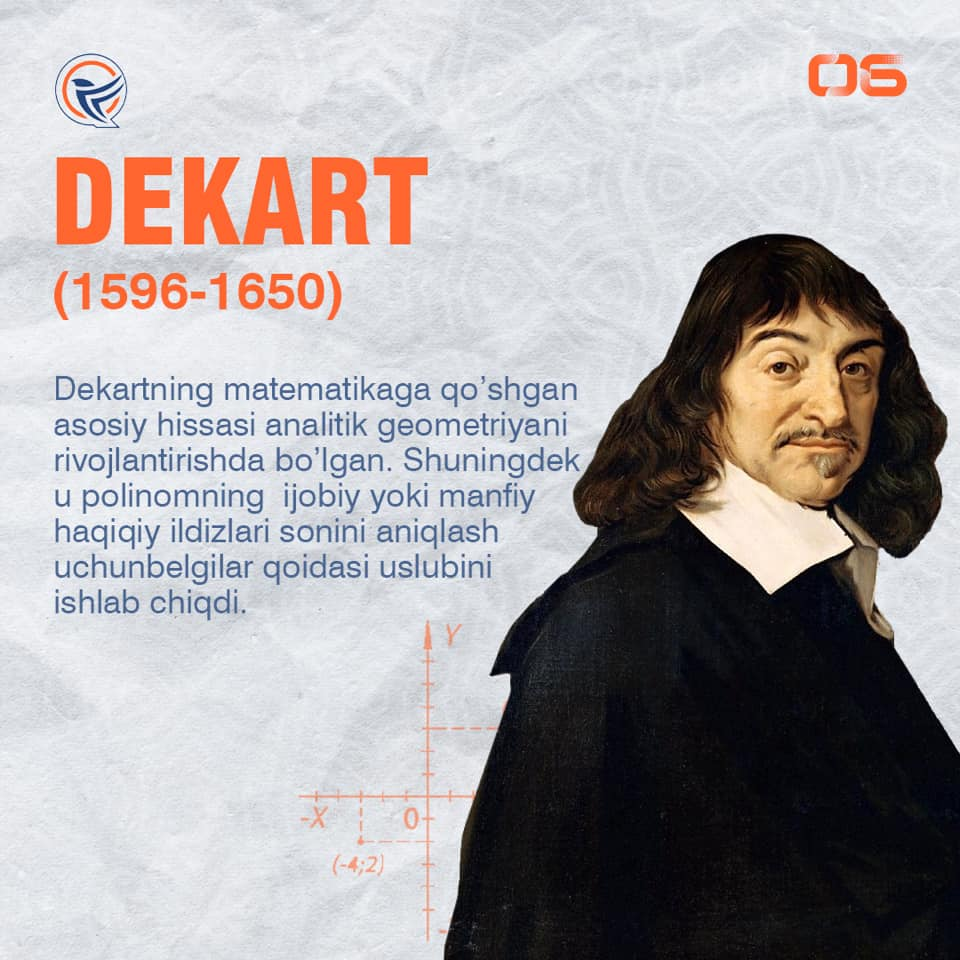 06
DEKART
(1596-1650)
Dekartning matematikaga qo’shgan
asosiy hissasi analitik geometriyani
rivojlantirishda bo’lgan. Shuningdek
u polinomning  ijobiy yoki manfiy
haqiqiy ildizlari sonini aniqlash
uchunbelgilar qoidasi uslubini
ishlab chiqdi.
Y
-X
0
(-4;2)